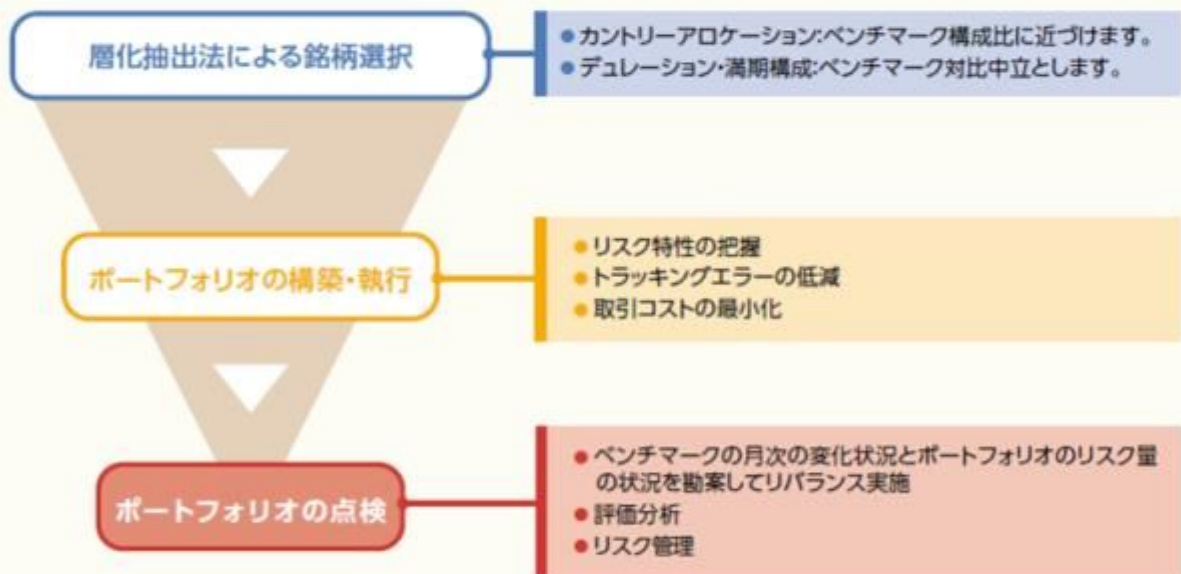 層化抽出法による銘柄選択
●カントリーアロケーション:ベンチマーク構成比に近づけます。
●デュレーション・満期構成:ベンチマーク対比中立とします。
ポートフォリオの構築・執行
●リスク特性の把握
●トラッキングエラーの低減
●取引コストの最小化
ポートフォリオの点検
●ベンチマークの月次の変化状況とポートフォリオのリスク量
の状況を勘案してリバランス実施
●評価分析
●リスク管理